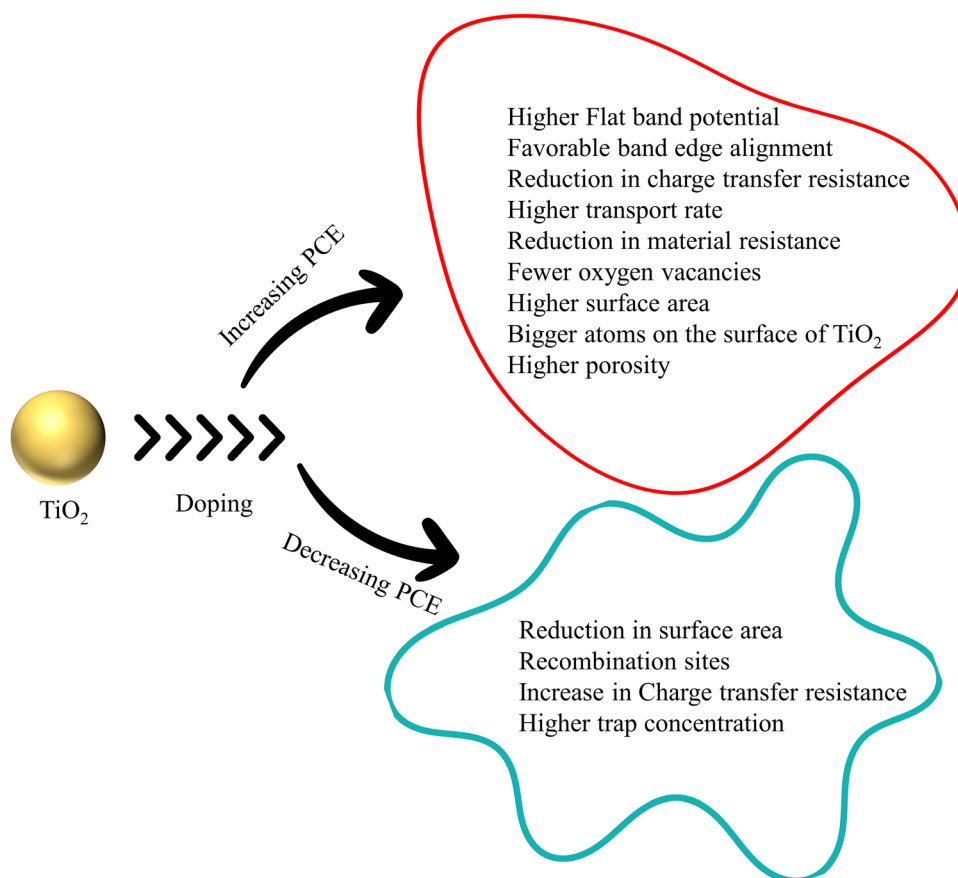 Higher Flat band potential
Favorable band edge alignment
Reduction in charge transfer resistance
Higher transport rate
Reduction in material resistance
Fewer oxygen vacancies
Higher surface area
Bigger atoms on the surface of TiO₂
Higher porosity
Increasing PCE
TiO₂
Doping
Decreasing PCE
Reduction in surface area
Recombination sites
Increase in Charge transfer resistance
Higher trap concentration